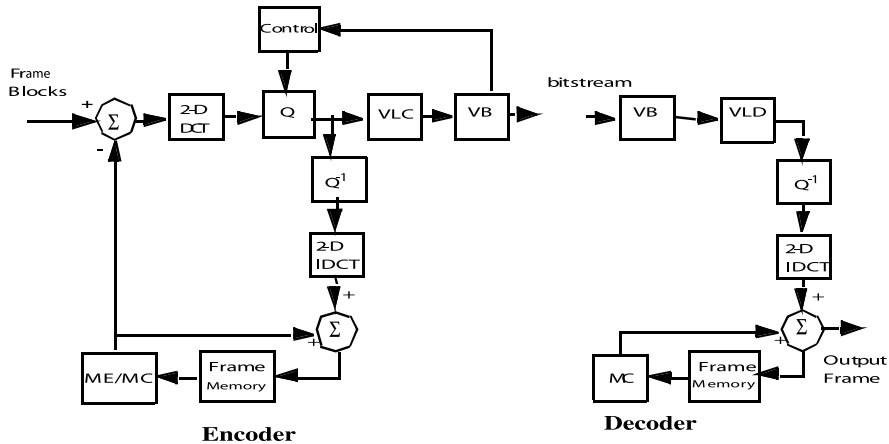 Control
Frame
Blocks
+
Σ
-
2-D
DCT
Q
VLC
VB
bitstream
VB
VLD
Q-1
Q-1
2-D
IDCT
2-D
IDCT
+
+
Σ
+
Σ
+
ME/MC
Frame
Memory
MC
Frame
Memory
Output
Frame
Encoder
Decoder